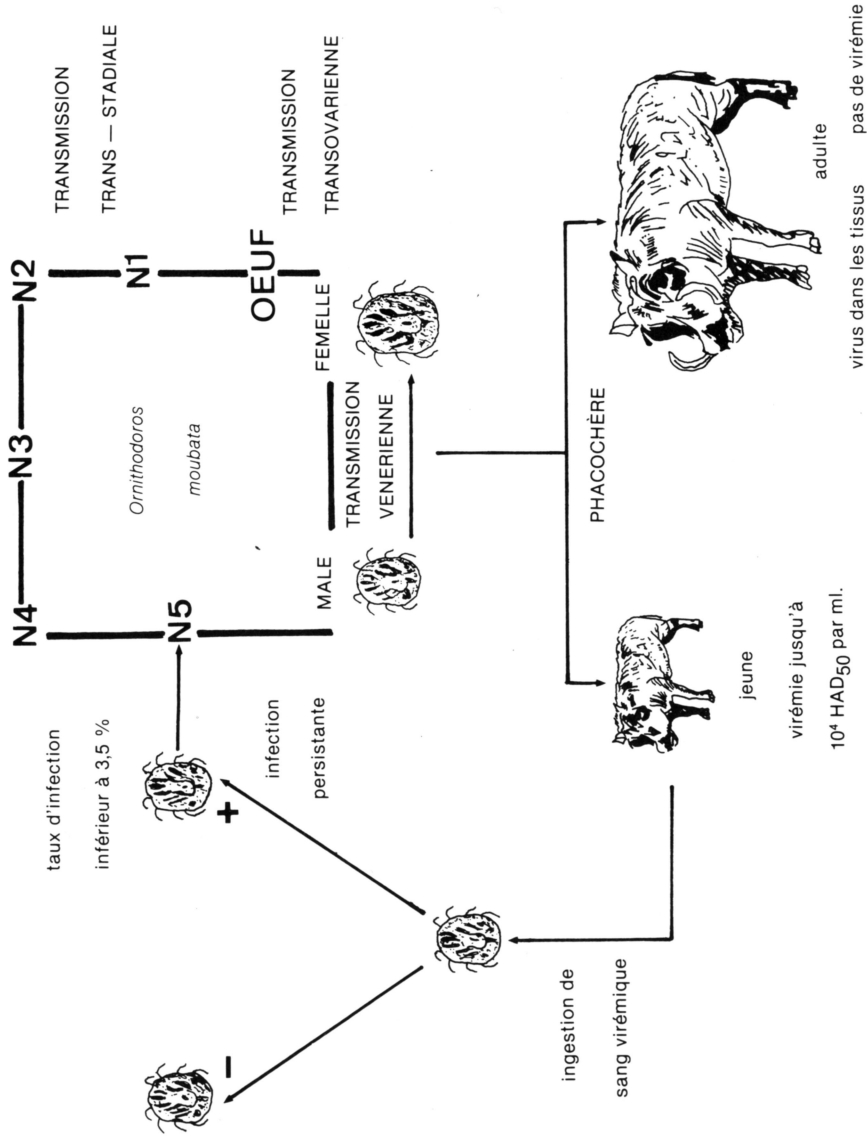 N4
N3
N2
taux d'infection
inférieur à 3,5 %
TRANSMISSION
TRANS — STADIALE
N5
Ornithodoros
moubata
N1
−
+
infection
persistante
OEUF
TRANSMISSION
TRANSOVARIENNE
MALE
FEMELLE
TRANSMISSION
VENERIENNE
ingestion de
sang virémique
PHACOCHÈRE
jeune
adulte
virémie jusqu'à
10⁴ HAD₅₀ par ml.
virus dans les tissus
pas de virémie